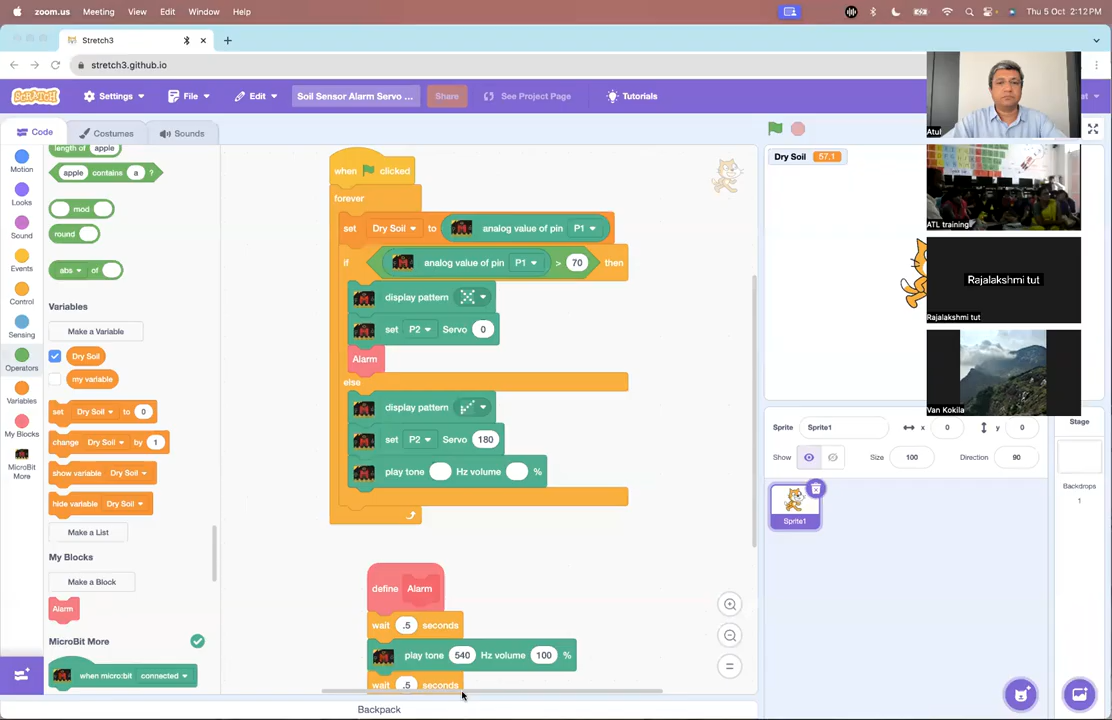 zoom.us Meeting View Edit Window Help
Thu 5 Oct 2:12 PM
Stretch3
stretch3.github.io
SCRATCH Settings File Edit Soil Sensor Alarm Servo ... Share See Project Page Tutorials
Code Costumes Sounds
Motion
Looks
Sound
Events
Control
Sensing
Operators
Variables
My Blocks
MicroBit More
length of apple
apple contains a ?
mod
round
abs of
Variables
Make a Variable
Dry Soil
my variable
set Dry Soil to 0
change Dry Soil by 1
show variable Dry Soil
hide variable Dry Soil
Make a List
My Blocks
Make a Block
Alarm
MicroBit More
when micro:bit connected
when clicked
forever
set Dry Soil to analog value of pin P1
if analog value of pin P1 > 70 then
display pattern
set P2 Servo 0
Alarm
else
display pattern
set P2 Servo 180
play tone Hz volume %
define Alarm
wait .5 seconds
play tone 540 Hz volume 100 %
wait .5 seconds
Backpack
Dry Soil 57.1
Atul
ATL training
Rajalakshmi tut
Rajalakshmi tut
Van Kokila
Sprite Sprite1 x 0 y 0
Show Size 100 Direction 90
Sprite1
Stage
Backdrops
1